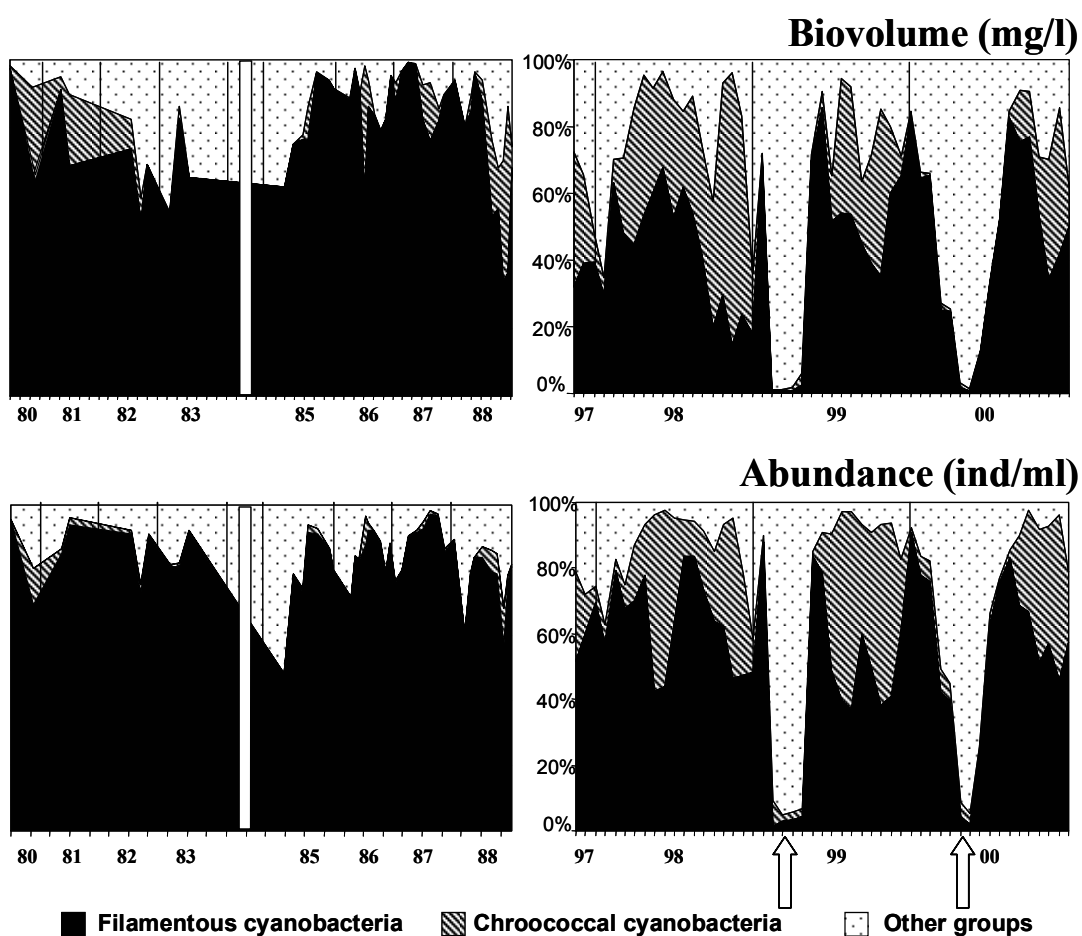 Biovolume (mg/l)
100%
80%
60%
40%
20%
0%
80 81 82 83 85 86 87 88
97 98 99 00
Abundance (ind/ml)
100%
80%
60%
40%
20%
0%
80 81 82 83 85 86 87 88
97 98 99 00
Filamentous cyanobacteria Chroococcal cyanobacteria Other groups